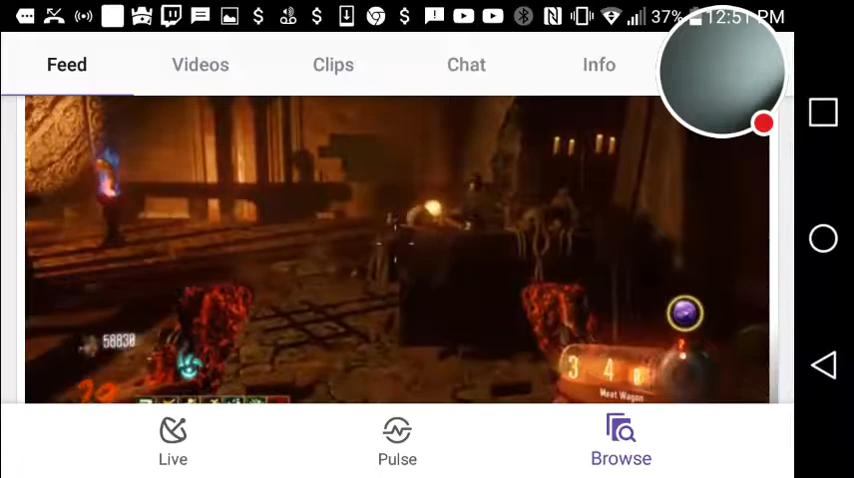 37% 12:51 PM
Feed Videos Clips Chat Info
58830
3 4
Meat Wagon
Live Pulse Browse